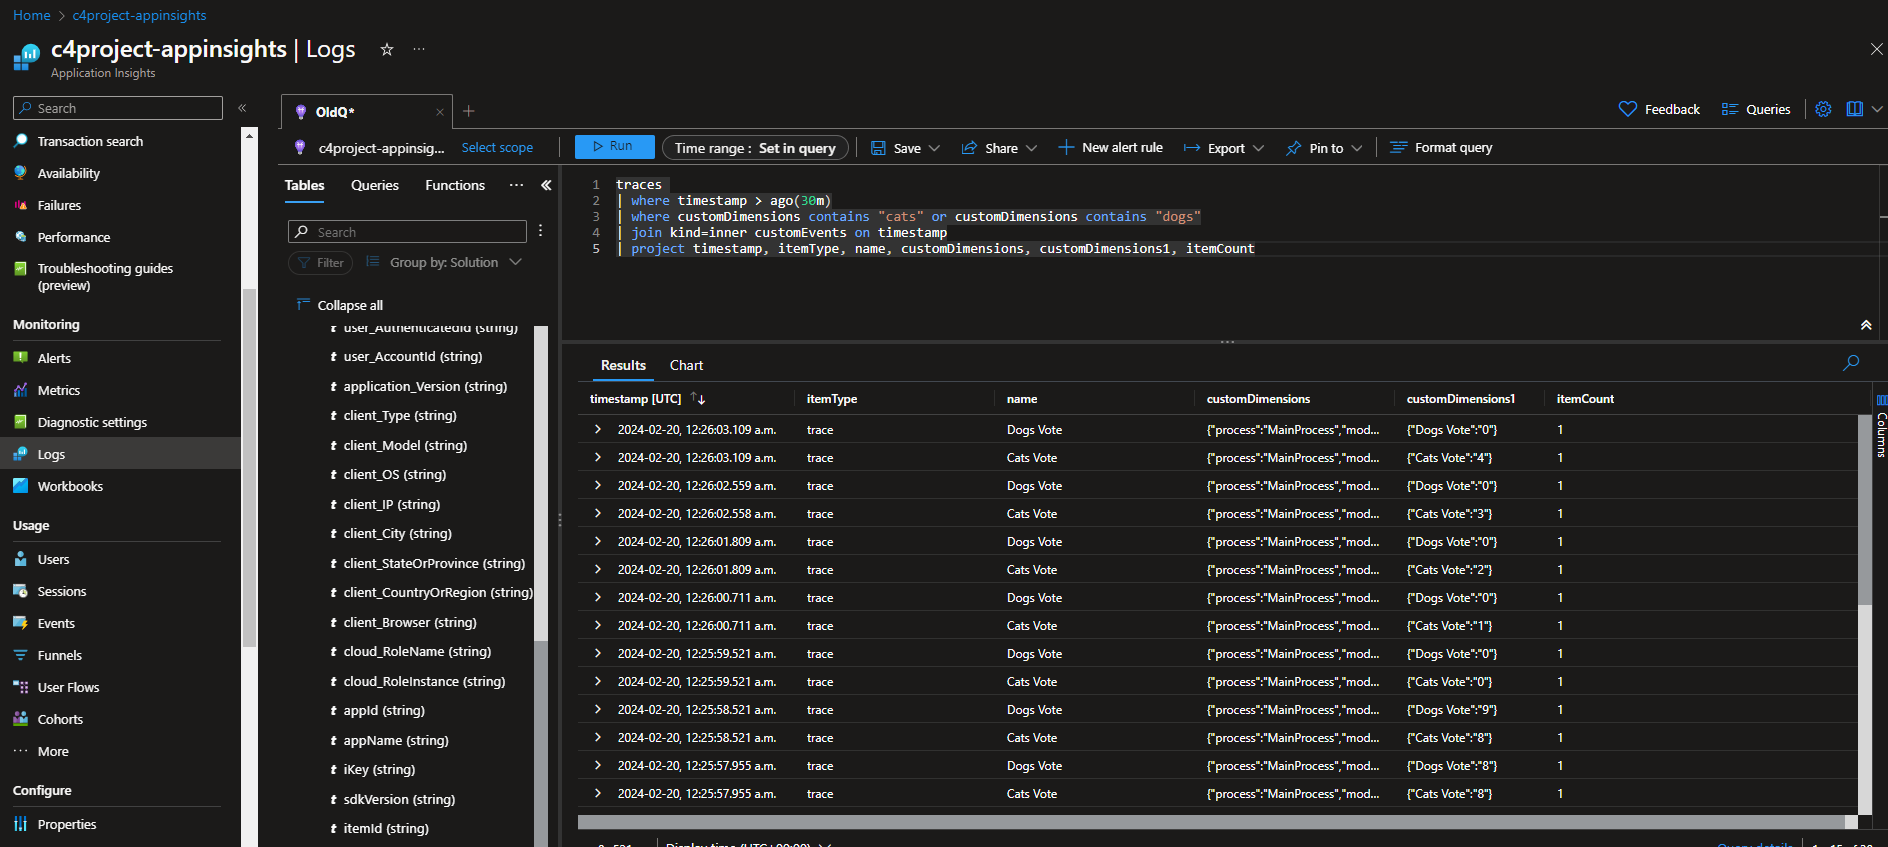 Home > c4project-appinsights
c4project-appinsights | Logs
Application Insights
Search
Transaction search
Availability
Failures
Performance
Troubleshooting guides
(preview)
Monitoring
Alerts
Metrics
Diagnostic settings
Logs
Workbooks
Usage
Users
Sessions
Events
Funnels
User Flows
Cohorts
More
Configure
Properties
OldQ*
Feedback
Queries
c4project-appinsig...
Select scope
Run
Time range : Set in query
Save
Share
New alert rule
Export
Pin to
Format query
Tables
Queries
Functions
Search
Filter
Group by: Solution
Collapse all
t user_AuthenticatedId (string)
t user_AccountId (string)
t application_Version (string)
t client_Type (string)
t client_Model (string)
t client_OS (string)
t client_IP (string)
t client_City (string)
t client_StateOrProvince (string)
t client_CountryOrRegion (string)
t client_Browser (string)
t cloud_RoleName (string)
t cloud_RoleInstance (string)
t appId (string)
t appName (string)
t iKey (string)
t sdkVersion (string)
t itemId (string)
1 traces
2 | where timestamp > ago(30m)
3 | where customDimensions contains "cats" or customDimensions contains "dogs"
4 | join kind=inner customEvents on timestamp
5 | project timestamp, itemType, name, customDimensions, customDimensions1, itemCount
Results
Chart
timestamp [UTC] itemType name customDimensions customDimensions1 itemCount
2024-02-20, 12:26:03.109 a.m. trace Dogs Vote {"process":"MainProcess","mod... {"Dogs Vote":"0"} 1
2024-02-20, 12:26:03.109 a.m. trace Cats Vote {"process":"MainProcess","mod... {"Cats Vote":"4"} 1
2024-02-20, 12:26:02.559 a.m. trace Dogs Vote {"process":"MainProcess","mod... {"Dogs Vote":"0"} 1
2024-02-20, 12:26:02.558 a.m. trace Cats Vote {"process":"MainProcess","mod... {"Cats Vote":"3"} 1
2024-02-20, 12:26:01.809 a.m. trace Dogs Vote {"process":"MainProcess","mod... {"Dogs Vote":"0"} 1
2024-02-20, 12:26:01.809 a.m. trace Cats Vote {"process":"MainProcess","mod... {"Cats Vote":"2"} 1
2024-02-20, 12:26:00.711 a.m. trace Dogs Vote {"process":"MainProcess","mod... {"Dogs Vote":"0"} 1
2024-02-20, 12:26:00.711 a.m. trace Cats Vote {"process":"MainProcess","mod... {"Cats Vote":"1"} 1
2024-02-20, 12:25:59.521 a.m. trace Dogs Vote {"process":"MainProcess","mod... {"Dogs Vote":"0"} 1
2024-02-20, 12:25:59.521 a.m. trace Cats Vote {"process":"MainProcess","mod... {"Cats Vote":"0"} 1
2024-02-20, 12:25:58.521 a.m. trace Dogs Vote {"process":"MainProcess","mod... {"Dogs Vote":"9"} 1
2024-02-20, 12:25:58.521 a.m. trace Cats Vote {"process":"MainProcess","mod... {"Cats Vote":"8"} 1
2024-02-20, 12:25:57.955 a.m. trace Dogs Vote {"process":"MainProcess","mod... {"Dogs Vote":"8"} 1
2024-02-20, 12:25:57.955 a.m. trace Cats Vote {"process":"MainProcess","mod... {"Cats Vote":"8"} 1
Columns
Display time (UTC+00:00)
Query details